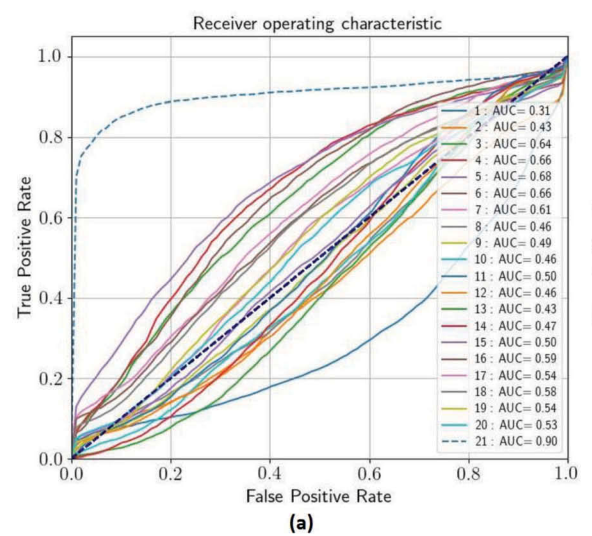 Receiver operating characteristic
1.0
0.8
0.6
0.4
0.2
0.0
True Positive Rate
1 : AUC= 0.31
2 : AUC= 0.43
3 : AUC= 0.64
4 : AUC= 0.66
5 : AUC= 0.68
6 : AUC= 0.66
7 : AUC= 0.61
8 : AUC= 0.46
9 : AUC= 0.49
10 : AUC= 0.46
11 : AUC= 0.50
12 : AUC= 0.46
13 : AUC= 0.43
14 : AUC= 0.47
15 : AUC= 0.50
16 : AUC= 0.59
17 : AUC= 0.54
18 : AUC= 0.58
19 : AUC= 0.54
20 : AUC= 0.53
21 : AUC= 0.90
0.0 0.2 0.4 0.6 0.8 1.0
False Positive Rate
(a)